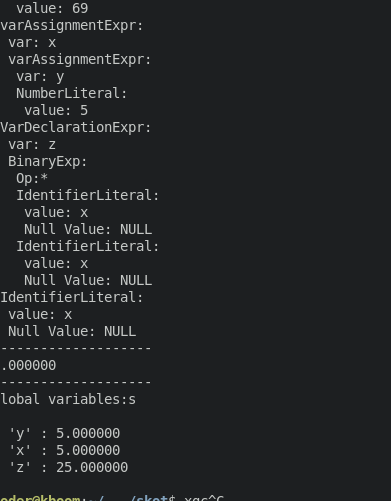 value: 69
varAssignmentExpr:
var: x
varAssignmentExpr:
var: y
NumberLiteral:
value: 5
VarDeclarationExpr:
var: z
BinaryExp:
Op:*
IdentifierLiteral:
value: x
Null Value: NULL
IdentifierLiteral:
value: x
Null Value: NULL
IdentifierLiteral:
value: x
Null Value: NULL
-------------------
.000000
-------------------
lobal variables:s
'y' : 5.000000
'x' : 5.000000
'z' : 25.000000